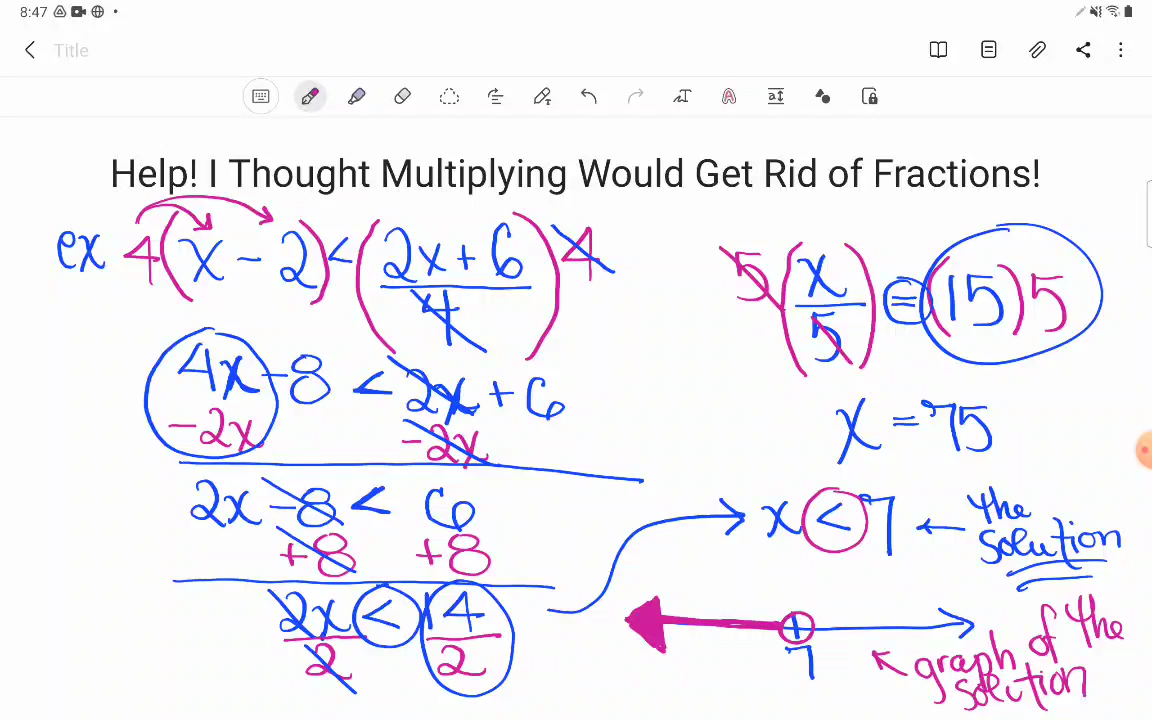 8:47
Title
Help! I Thought Multiplying Would Get Rid of Fractions!
ex 4(x - 2) < (2x + 6 / 4) 4
4x - 8 < 2x + 6
-2x -2x
2x - 8 < 6
+8 +8
2x < 14
2 2
5(x / 5) = (15)5
x = 75
x < 7 ← the solution
7
graph of the solution